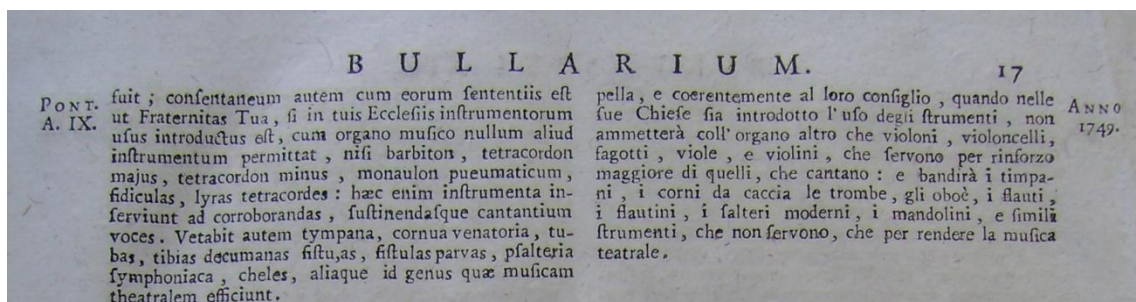 BULLARIUM. 17
PONT.
A. IX.
fuit ; conſentaneum autem cum eorum ſententiis eſt
ut Fraternitas Tua, ſi in tuis Eccleſiis inſtrumentorum
uſus introductus eſt, cum organo muſico nullum aliud
inſtrumentum permittat , niſi barbiton , tetracordon
majus, tetracordon minus , monaulon pueumaticum,
fidiculas, lyras tetracordes : hæc enim inſtrumenta in-
ſerviunt ad corroborandas , ſuſtinendaſque cantantium
voces. Vetabit autem tympana, cornua venatoria, tu-
bas, tibias decumanas fiſtu,as, fiſtulas parvas, pſalteria
ſymphoniaca , cheles, aliaque id genus quæ muſicam
theatralem efficiunt.
pella, e coerentemente al loro conſiglio , quando nelle
ſue Chieſe ſia introdotto l'uſo degli ſtrumenti , non
ammetterà coll'organo altro che violoni , violoncelli,
fagotti , viole , e violini , che ſervono per rinforzo
maggiore di quelli, che cantano : e bandirà i timpa-
ni , i corni da caccia le trombe, gli oboè, i flauti,
i flautini , i ſalteri moderni , i mandolini , e ſimili
ſtrumenti, che non ſervono, che per rendere la muſica
teatrale.
ANNO
1749.